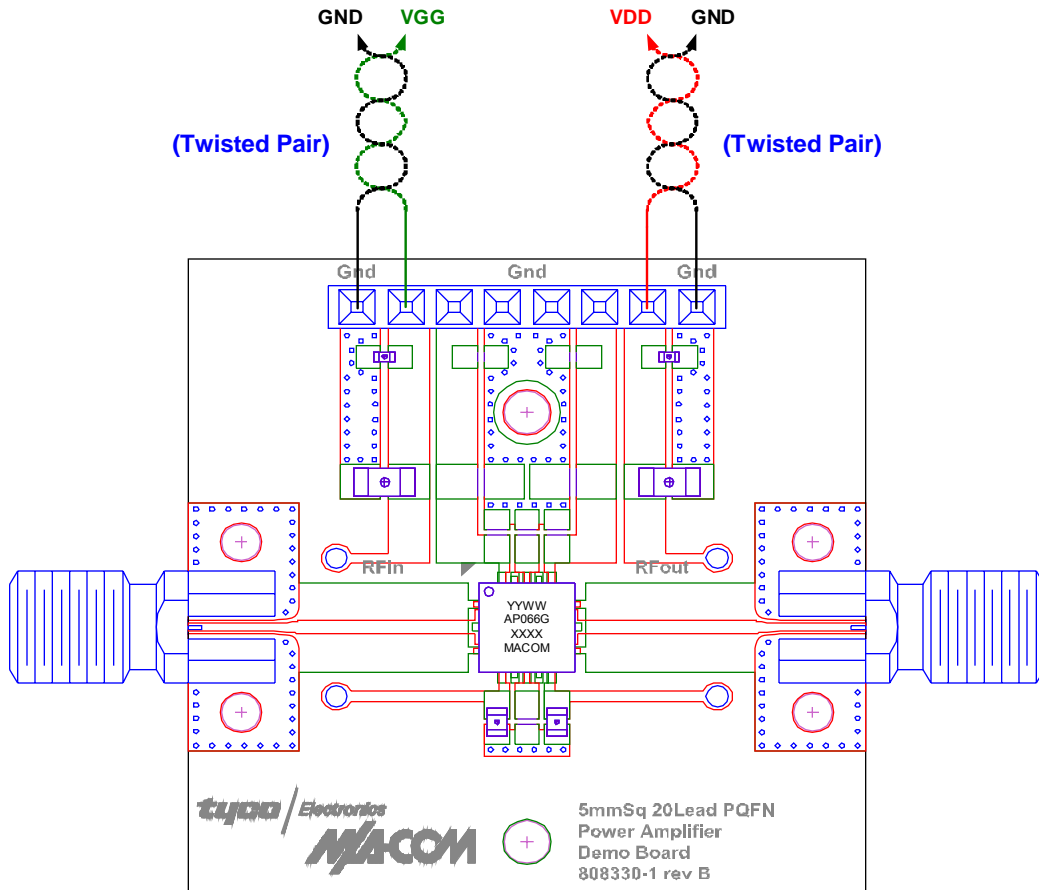 GND VGG VDD GND
(Twisted Pair) (Twisted Pair)
Gnd Gnd Gnd
RFIn RFout
YYWW
AP066G
XXXX
MACOM
tyco / Electronics
M/A-COM
5mmSq 20Lead PQFN
Power Amplifier
Demo Board
808330-1 rev B